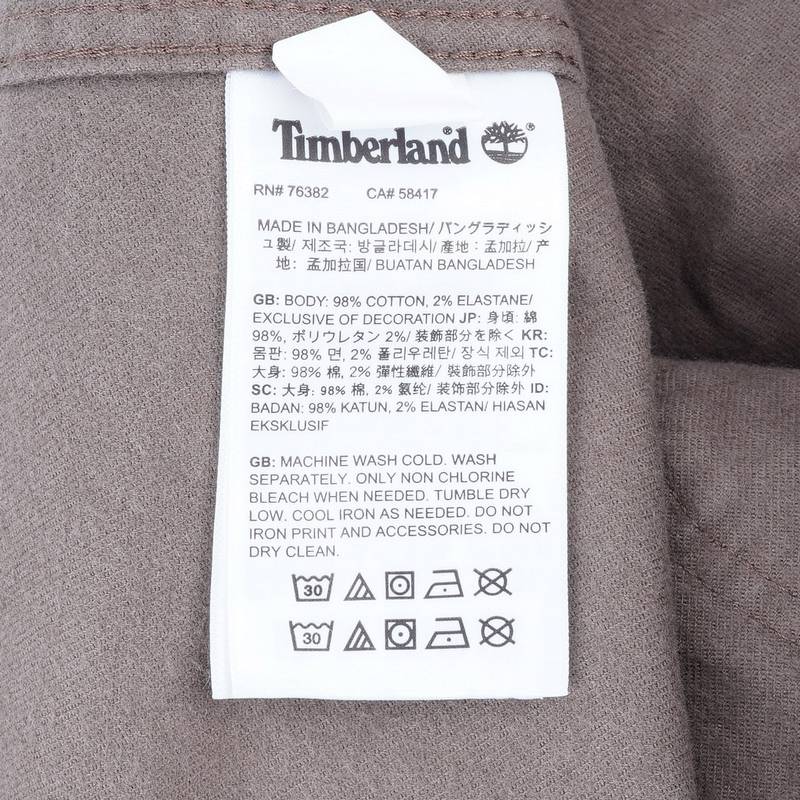 Timberland®
RN# 76382 CA# 58417
MADE IN BANGLADESH/ バングラディッシ
ュ製/ 제조국: 방글라데시/ 產地: 孟加拉/ 产
地: 孟加拉国/ BUATAN BANGLADESH
GB: BODY: 98% COTTON, 2% ELASTANE/
EXCLUSIVE OF DECORATION JP: 身頃: 綿
98%, ポリウレタン 2%/ 装飾部分を除く KR:
몸판: 98% 면, 2% 폴리우레탄/ 장식 제외 TC:
大身: 98% 棉, 2% 彈性纖維/ 裝飾部分除外
SC: 大身: 98% 棉, 2% 氨纶/ 装饰部分除外 ID:
BADAN: 98% KATUN, 2% ELASTAN/ HIASAN
EKSKLUSIF
GB: MACHINE WASH COLD. WASH
SEPARATELY. ONLY NON CHLORINE
BLEACH WHEN NEEDED. TUMBLE DRY
LOW. COOL IRON AS NEEDED. DO NOT
IRON PRINT AND ACCESSORIES. DO NOT
DRY CLEAN.
30
30